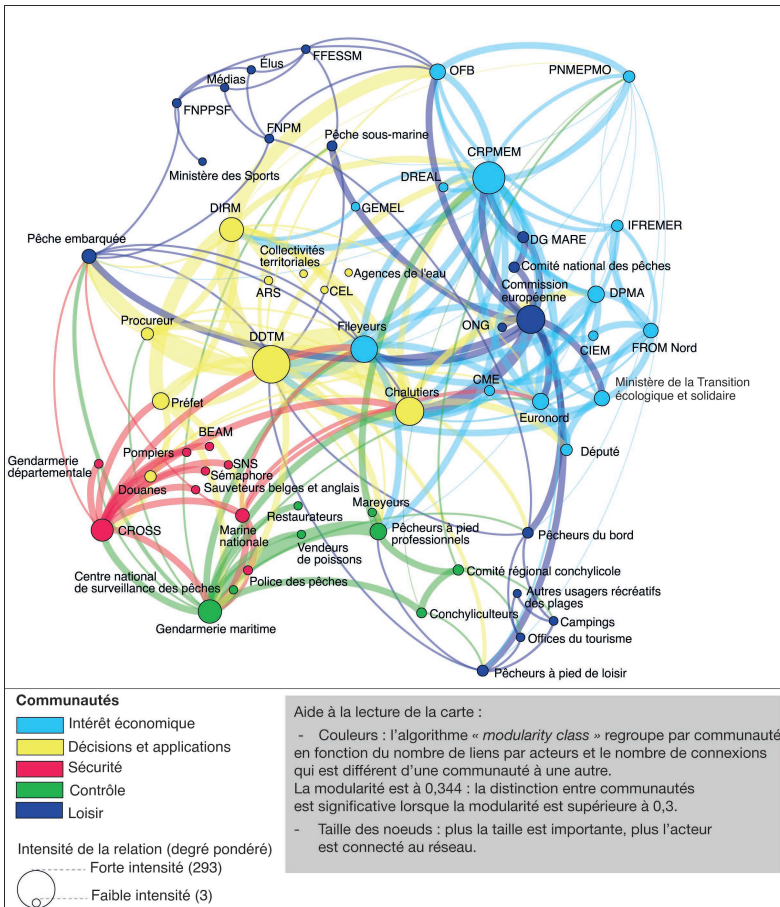 FFESSM
Élus
OFB
PNMEPMO
Médias
FNPPSF
FNPM
Pêche sous-marine
CRPMEM
Ministère des Sports
DREAL
GEMEL
DIRM
IFREMER
DG MARE
Pêche embarquée
Collectivités
territoriales
Agences de l'eau
Comité national des pêches
Commission
européenne
DPMA
ARS
CEL
Procureur
DDTM
Fileyeurs
ONG
CIEM
FROM Nord
CME
Ministère de la Transition
écologique et solidaire
Chalutiers
Préfet
Euronord
BEAM
Pompiers
Député
Gendarmerie
départementale
SNS
Sémaphore
Douanes
Sauveteurs belges et anglais
Mareyeurs
CROSS
Marine
nationale
Restaurateurs
Pêcheurs à pied
professionnels
Pêcheurs du bord
Vendeurs
de poissons
Centre national
de surveillance des pêches
Police des pêches
Comité régional conchylicole
Autres usagers récréatifs
des plages
Gendarmerie maritime
Conchyliculteurs
Campings
Offices du tourisme
Pêcheurs à pied de loisir
Communautés
Intérêt économique
Décisions et applications
Sécurité
Contrôle
Loisir
Intensité de la relation (degré pondéré)
Forte intensité (293)
Faible intensité (3)
Aide à la lecture de la carte :
- Couleurs : l'algorithme « modularity class » regroupe par communauté
en fonction du nombre de liens par acteurs et le nombre de connexions
qui est différent d'une communauté à une autre.
La modularité est à 0,344 : la distinction entre communautés
est significative lorsque la modularité est supérieure à 0,3.
- Taille des noeuds : plus la taille est importante, plus l'acteur
est connecté au réseau.